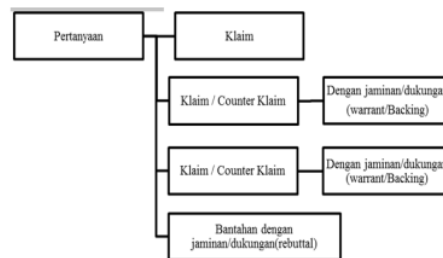 Pertanyaan
Klaim
Klaim / Counter Klaim
Dengan jaminan/dukungan
(warrant/Backing)
Klaim / Counter Klaim
Dengan jaminan/dukungan
(warrant/Backing)
Bantahan dengan
jaminan/dukungan(rebuttal)